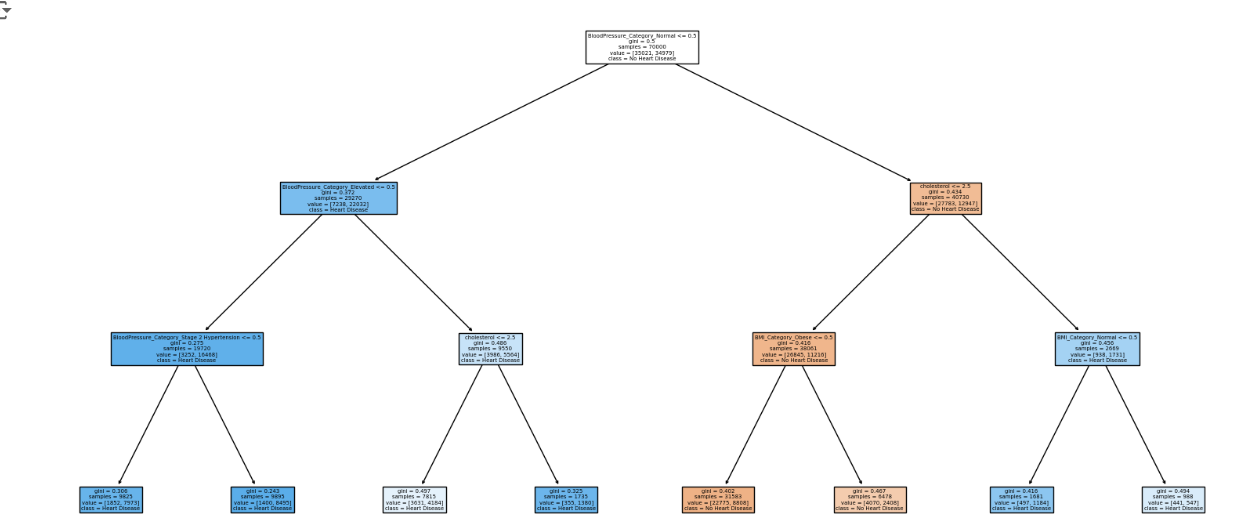 BloodPressure_Category_Normal <= 0.5
gini = 0.5
samples = 70000
value = [35021, 34979]
class = No Heart Disease
BloodPressure_Category_Elevated <= 0.5
gini = 0.372
samples = 29270
value = [7238, 22032]
class = Heart Disease
cholesterol <= 2.5
gini = 0.434
samples = 40730
value = [27783, 12947]
class = No Heart Disease
BloodPressure_Category_Stage 2 Hypertension <= 0.5
gini = 0.275
samples = 19720
value = [3252, 16468]
class = Heart Disease
cholesterol <= 2.5
gini = 0.486
samples = 9550
value = [3986, 5564]
class = Heart Disease
BMI_Category_Obese <= 0.5
gini = 0.416
samples = 38061
value = [26845, 11216]
class = No Heart Disease
BMI_Category_Normal <= 0.5
gini = 0.456
samples = 2669
value = [938, 1731]
class = Heart Disease
gini = 0.306
samples = 9825
value = [1852, 7973]
class = Heart Disease
gini = 0.243
samples = 9895
value = [1400, 8495]
class = Heart Disease
gini = 0.497
samples = 7815
value = [3631, 4184]
class = Heart Disease
gini = 0.325
samples = 1735
value = [355, 1380]
class = Heart Disease
gini = 0.402
samples = 31583
value = [22775, 8808]
class = No Heart Disease
gini = 0.467
samples = 6478
value = [4070, 2408]
class = No Heart Disease
gini = 0.416
samples = 1681
value = [497, 1184]
class = Heart Disease
gini = 0.494
samples = 988
value = [441, 547]
class = Heart Disease